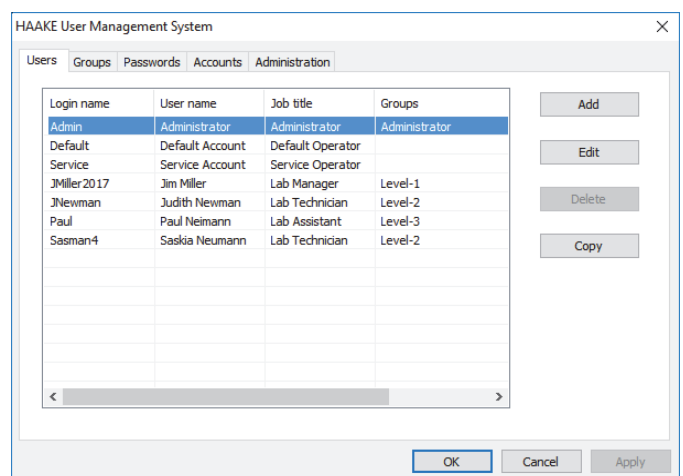 HAAKE User Management System
Users Groups Passwords Accounts Administration
Login name User name Job title Groups
Admin Administrator Administrator Administrator
Default Default Account Default Operator
Service Service Account Service Operator
JMiller2017 Jim Miller Lab Manager Level-1
JNewman Judith Newman Lab Technician Level-2
Paul Paul Neimann Lab Assistant Level-3
Sasman4 Saskia Neumann Lab Technician Level-2
Add
Edit
Delete
Copy
OK Cancel Apply